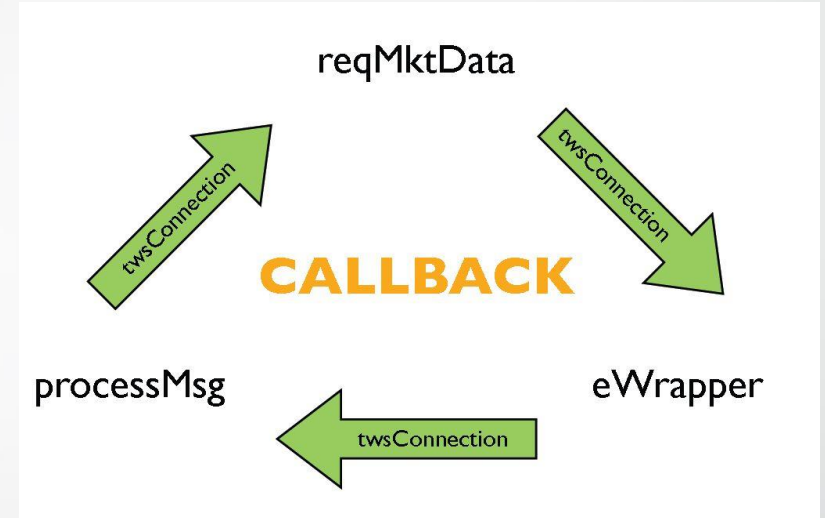 reqMktData
twsConnection
twsConnection
CALLBACK
processMsg
eWrapper
twsConnection